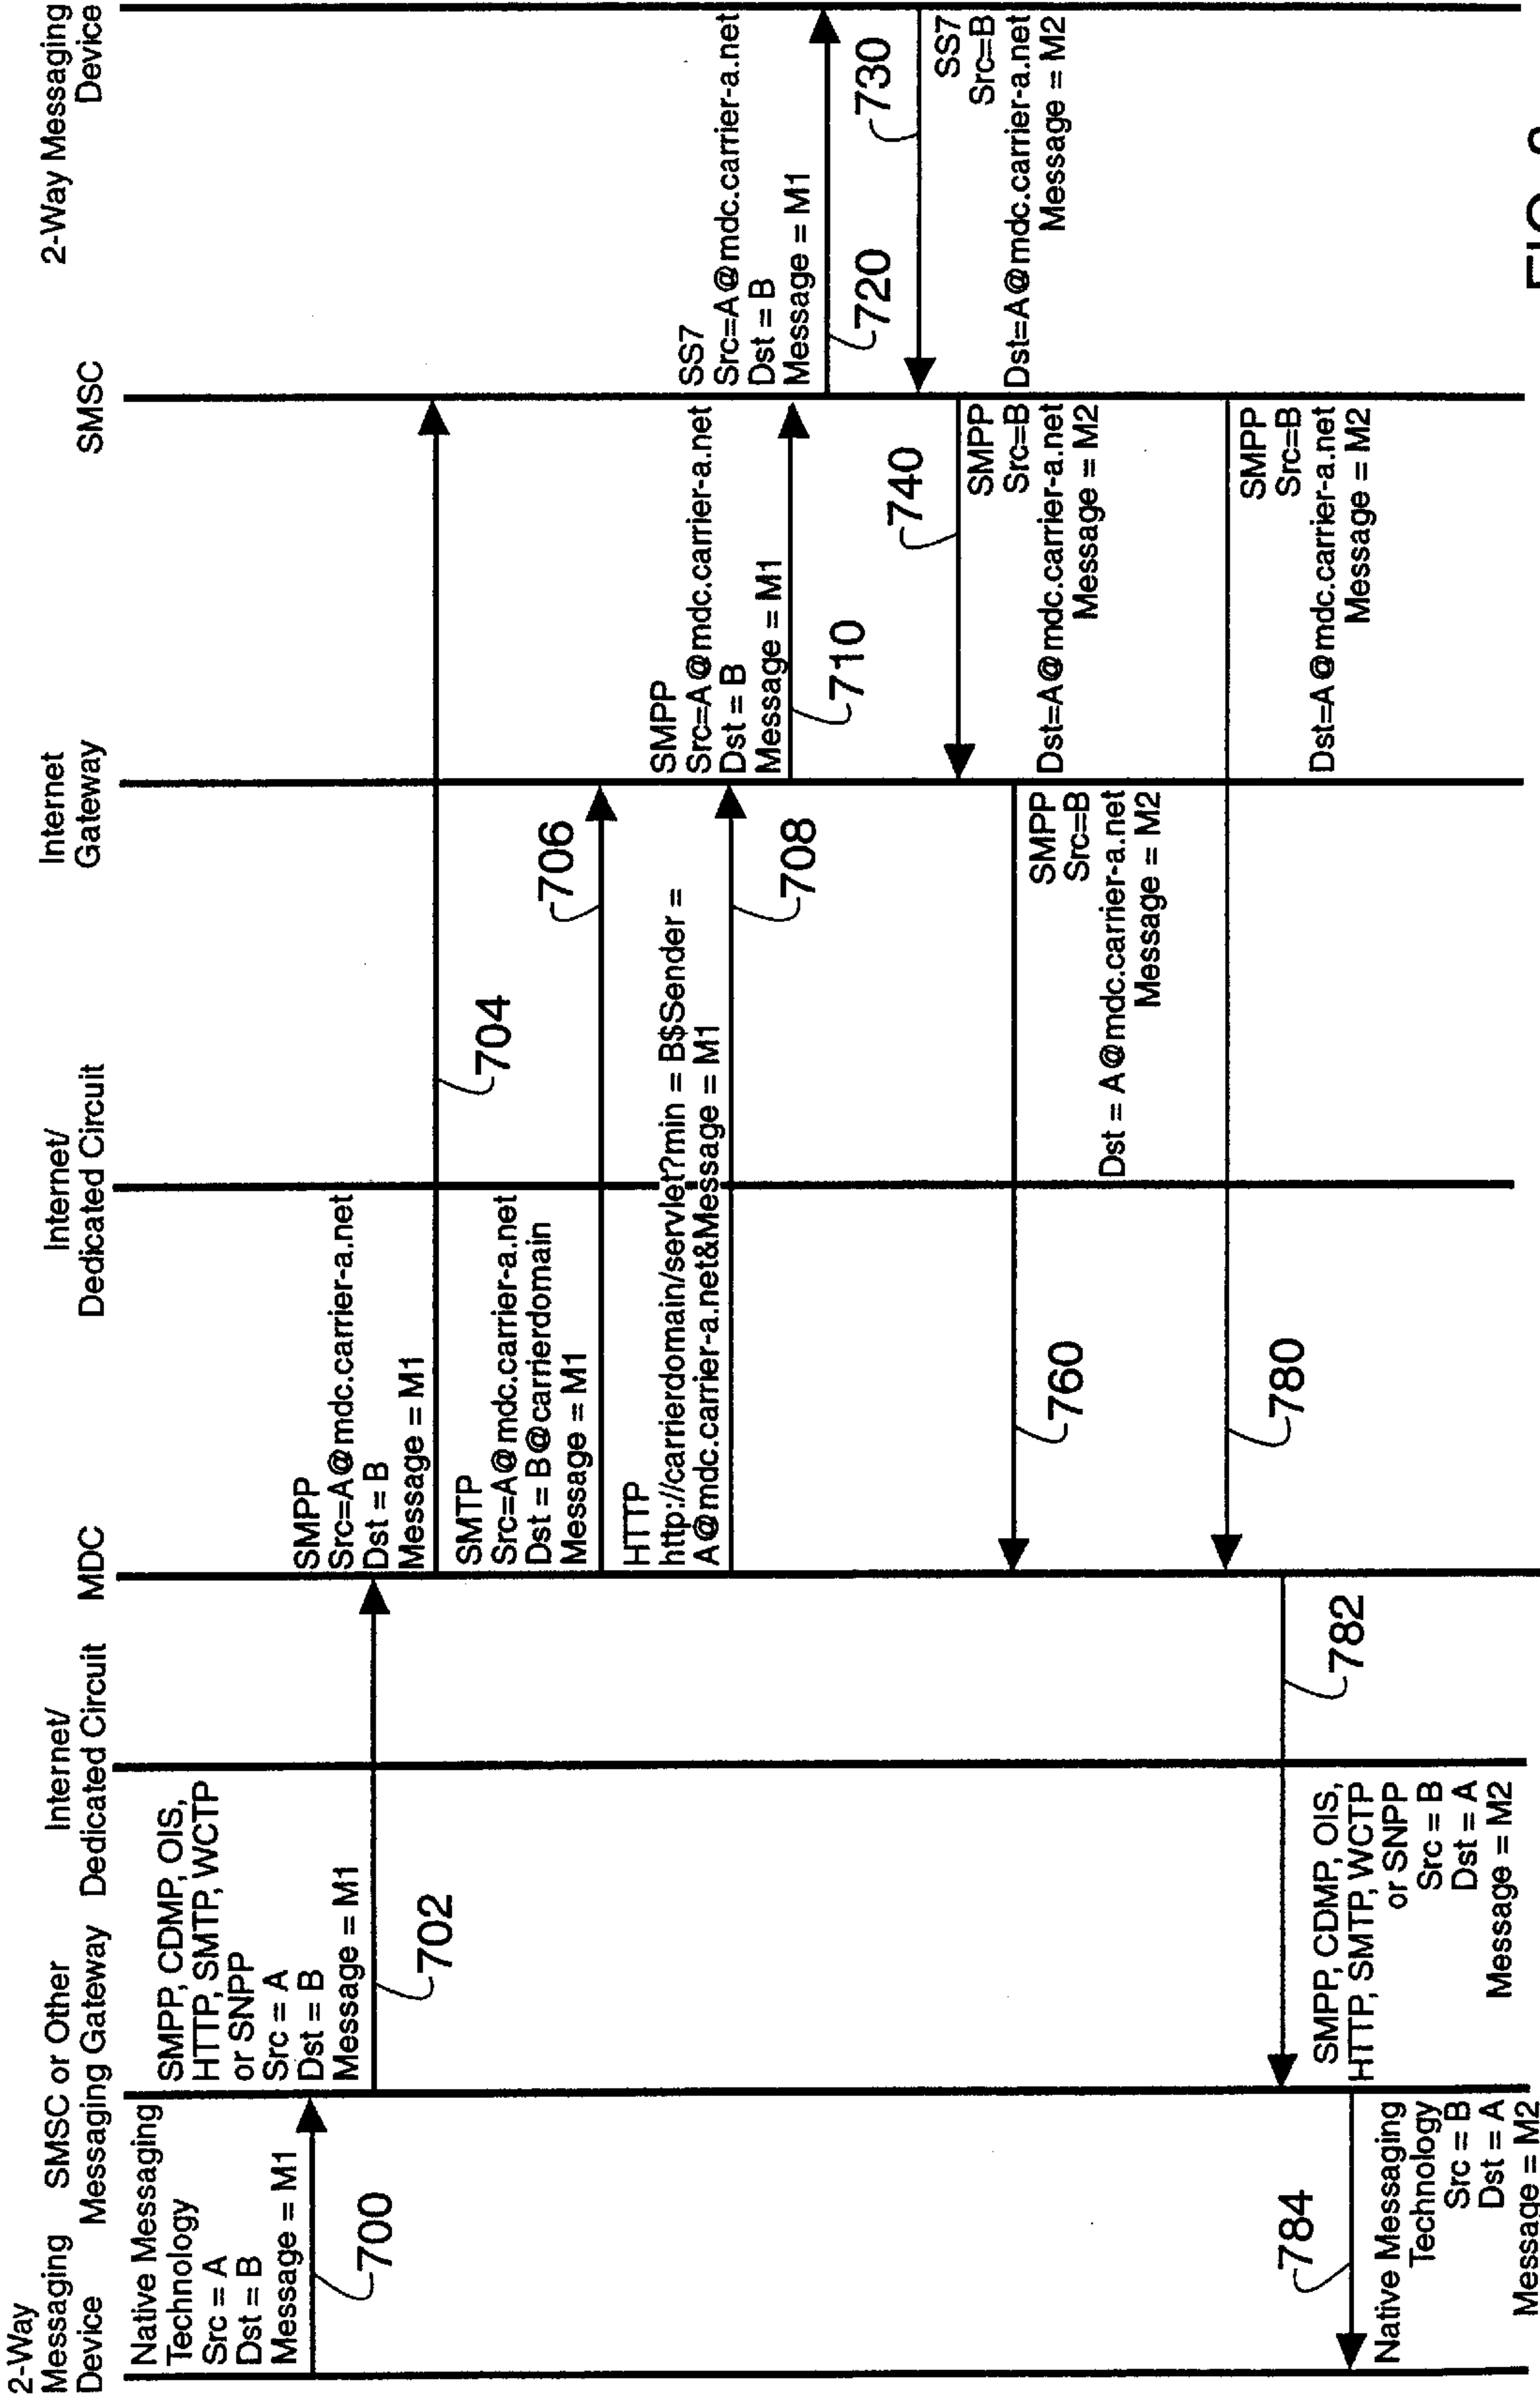 2-Way
Messaging
Device
SMSC or Other
Messaging Gateway
Internet/
Dedicated Circuit
MDC
Internet/
Dedicated Circuit
Internet
Gateway
SMSC
2-Way Messaging
Device
Native Messaging
Technology
Src = A
Dst = B
Message = M1
700
SMPP, CDMP, OIS,
HTTP, SMTP, WCTP
or SNPP
Src = A
Dst = B
Message = M1
702
SMPP
Src=A@mdc.carrier-a.net
Dst = B
Message = M1
704
SMTP
Src=A@mdc.carrier-a.net
Dst = B@carrierdomain
Message = M1
706
HTTP
http://carrierdomain/servlet?min = B$Sender =
A@mdc.carrier-a.net&Message = M1
708
SMPP
Src=A@mdc.carrier-a.net
Dst = B
Message = M1
710
SS7
Src=A@mdc.carrier-a.net
Dst = B
Message = M1
720
730
SS7
Src=B
Dst=A@mdc.carrier-a.net
Message = M2
740
SMPP
Src=B
Dst=A@mdc.carrier-a.net
Message = M2
760
SMPP
Src=B
Dst = A@mdc.carrier-a.net
Message = M2
780
SMPP
Src=B
Dst=A@mdc.carrier-a.net
Message = M2
782
SMPP, CDMP, OIS,
HTTP, SMTP, WCTP
or SNPP
Src = B
Dst = A
Message = M2
784
Native Messaging
Technology
Src = B
Dst = A
Message = M2
FIG.